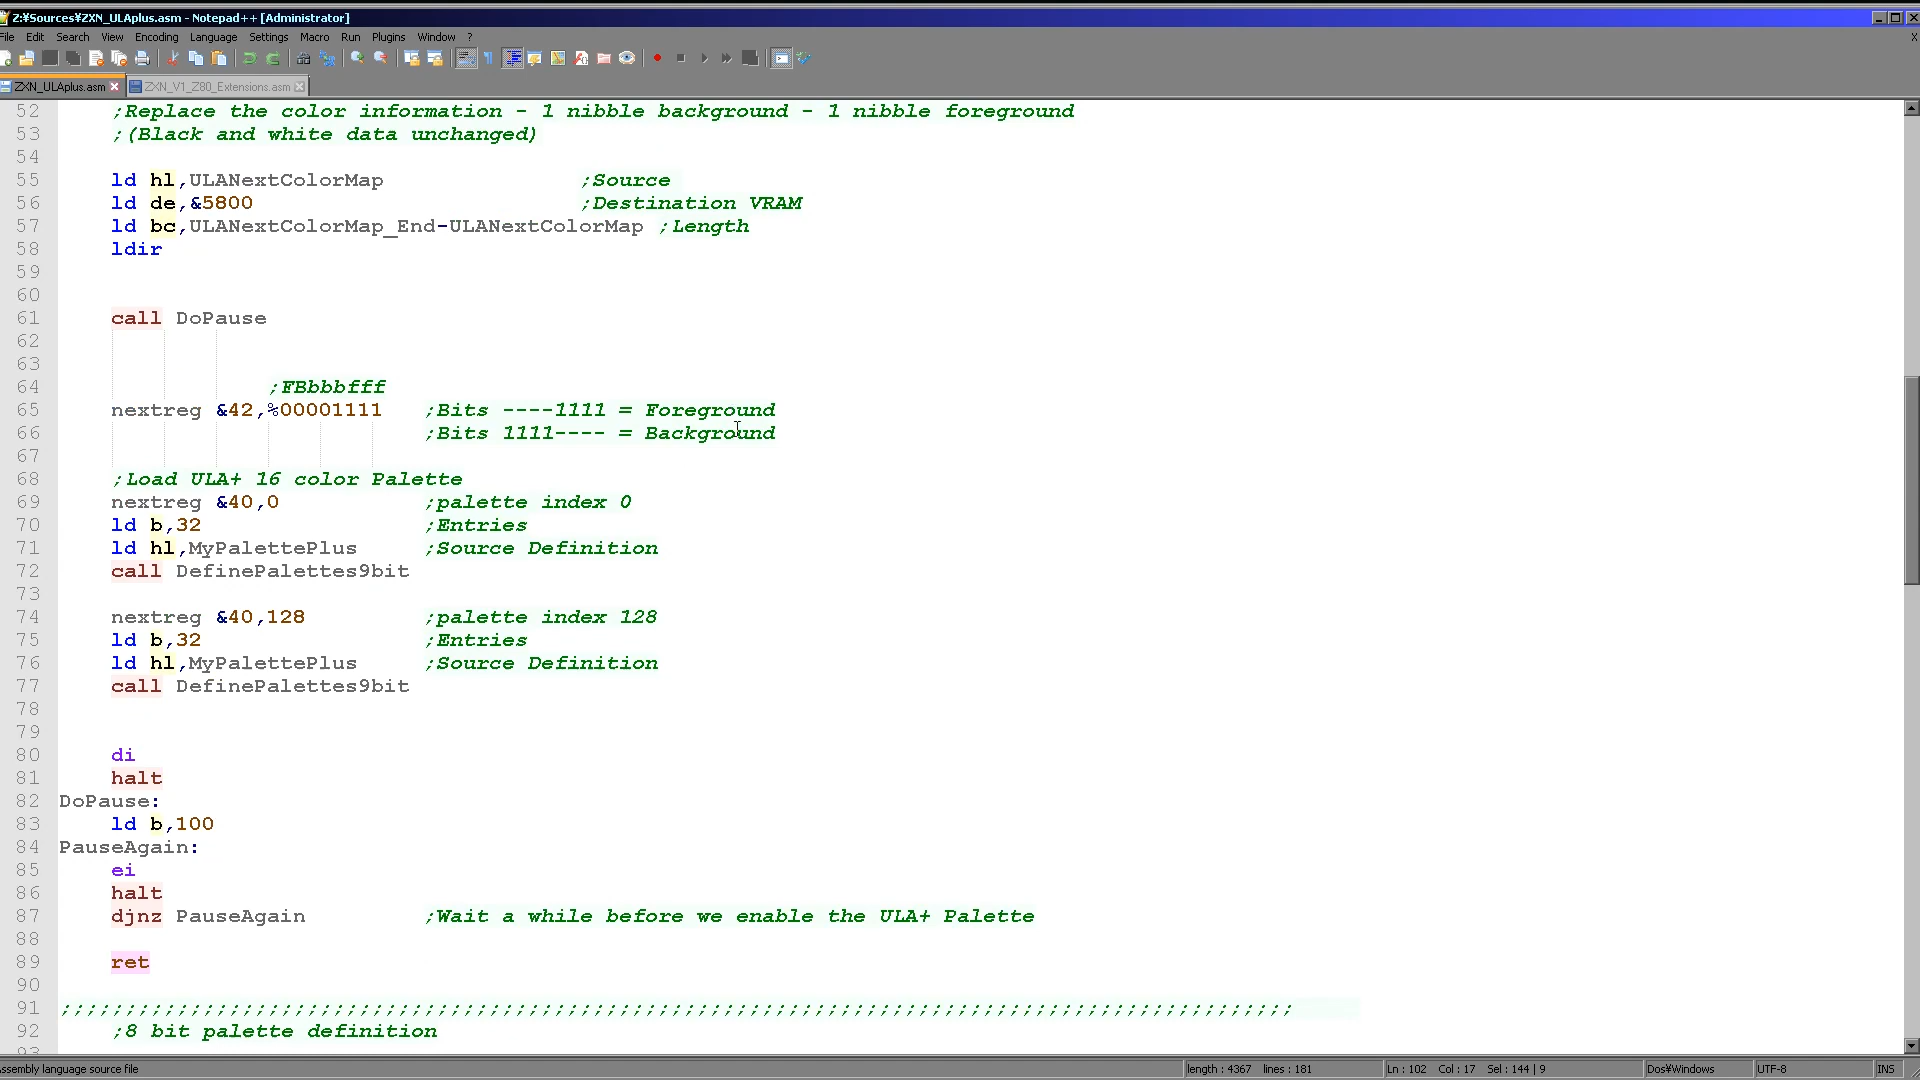 Z:¥Sources¥ZXN_ULAplus.asm - Notepad++ [Administrator]
File Edit Search View Encoding Language Settings Macro Run Plugins Window ? X
ZXN_ULAplus.asm ZXN_V1_Z80_Extensions.asm
52 ;Replace the color information - 1 nibble background - 1 nibble foreground
53 ;(Black and white data unchanged)
54
55 ld hl,ULANextColorMap ;Source
56 ld de,&5800 ;Destination VRAM
57 ld bc,ULANextColorMap_End-ULANextColorMap ;Length
58 ldir
59
60
61 call DoPause
62
63
64 ;FBbbbfff
65 nextreg &42,%00001111 ;Bits ----1111 = Foreground
66 ;Bits 1111---- = Background
67
68 ;Load ULA+ 16 color Palette
69 nextreg &40,0 ;palette index 0
70 ld b,32 ;Entries
71 ld hl,MyPalettePlus ;Source Definition
72 call DefinePalettes9bit
73
74 nextreg &40,128 ;palette index 128
75 ld b,32 ;Entries
76 ld hl,MyPalettePlus ;Source Definition
77 call DefinePalettes9bit
78
79
80 di
81 halt
82 DoPause:
83 ld b,100
84 PauseAgain:
85 ei
86 halt
87 djnz PauseAgain ;Wait a while before we enable the ULA+ Palette
88
89 ret
90
91 ;;;;;;;;;;;;;;;;;;;;;;;;;;;;;;;;;;;;;;;;;;;;;;;;;;;;;;;;;;;;;;;;;;;;;;;;;;;;;;;;;;;;;;;;;;;;;;;
92 ;8 bit palette definition
93
ssembly language source file length : 4367 lines : 181 Ln : 102 Col : 17 Sel : 144 | 9 Dos¥Windows UTF-8 INS